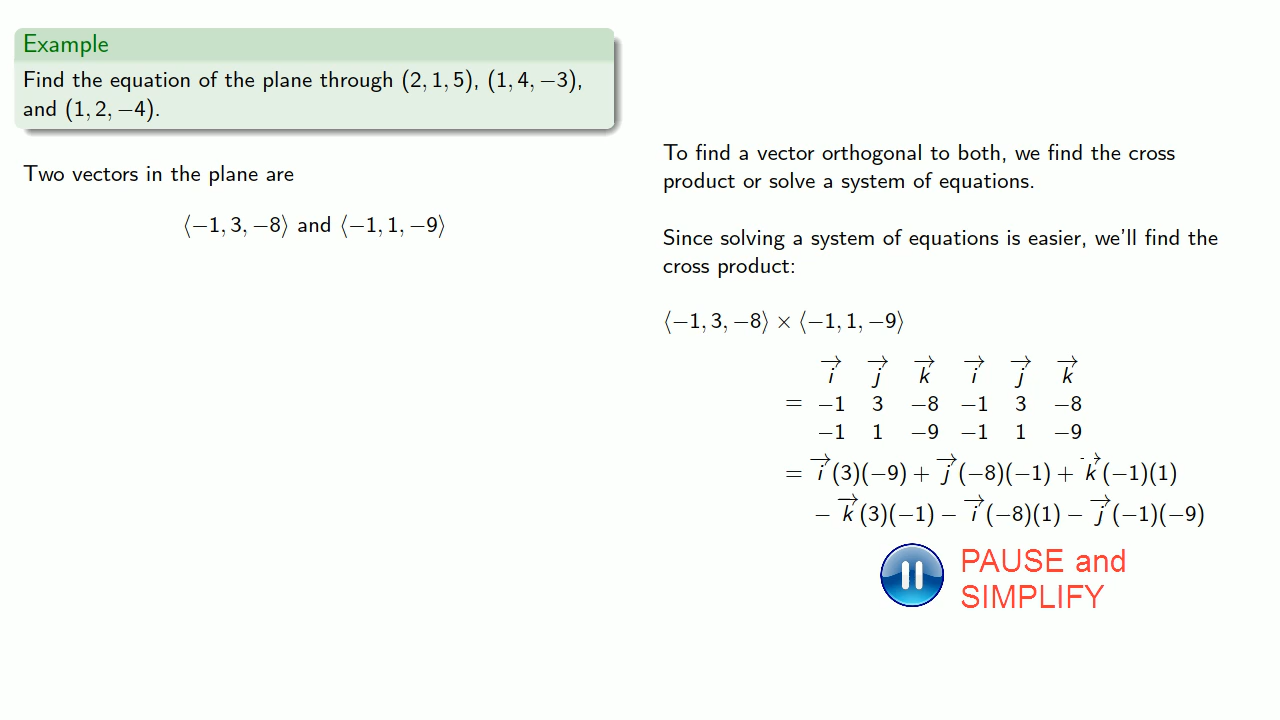 Example
Find the equation of the plane through (2, 1, 5), (1, 4, −3),
and (1, 2, −4).
Two vectors in the plane are
⟨−1, 3, −8⟩ and ⟨−1, 1, −9⟩
To find a vector orthogonal to both, we find the cross
product or solve a system of equations.
Since solving a system of equations is easier, we'll find the
cross product:
⟨−1, 3, −8⟩ × ⟨−1, 1, −9⟩
i⃗ j⃗ k⃗ i⃗ j⃗ k⃗
= −1 3 −8 −1 3 −8
−1 1 −9 −1 1 −9
= i⃗(3)(−9) + j⃗(−8)(−1) + k⃗(−1)(1)
− k⃗(3)(−1) − i⃗(−8)(1) − j⃗(−1)(−9)
PAUSE and
SIMPLIFY